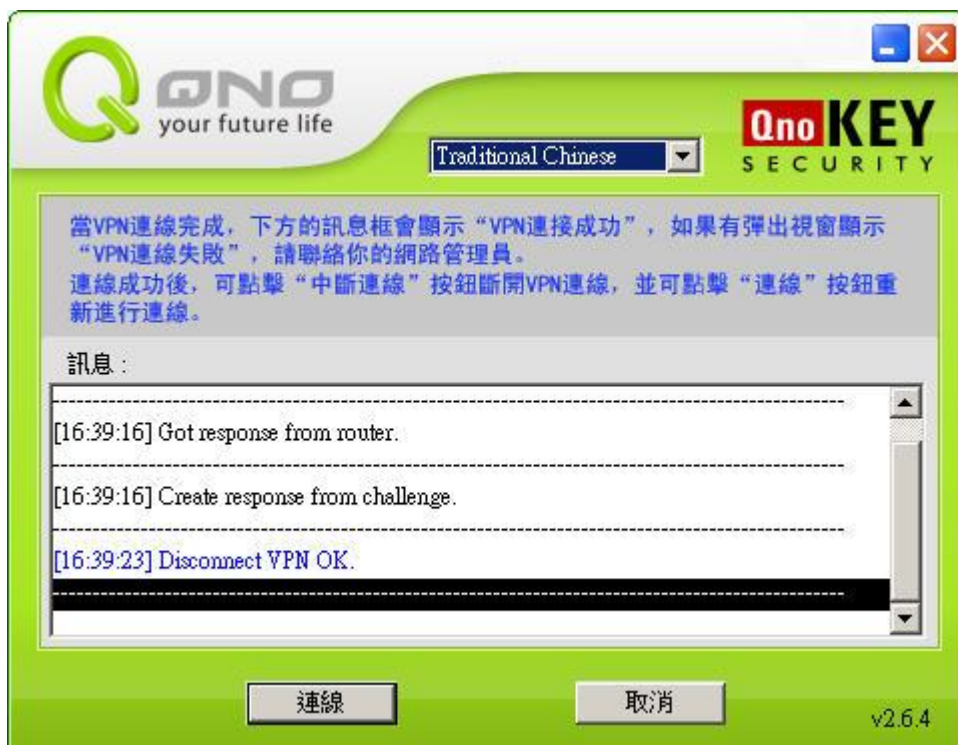 QNO
your future life
Traditional Chinese
Qno KEY
SECURITY
當VPN連線完成，下方的訊息框會顯示“VPN連接成功”，如果有彈出視窗顯示
“VPN連線失敗”，請聯絡你的網路管理員。
連線成功後，可點擊“中斷連線”按鈕斷開VPN連線，並可點擊“連線”按鈕重
新進行連線。
訊息：
[16:39:16] Got response from router.
[16:39:16] Create response from challenge.
[16:39:23] Disconnect VPN OK.
連線
取消
v2.6.4